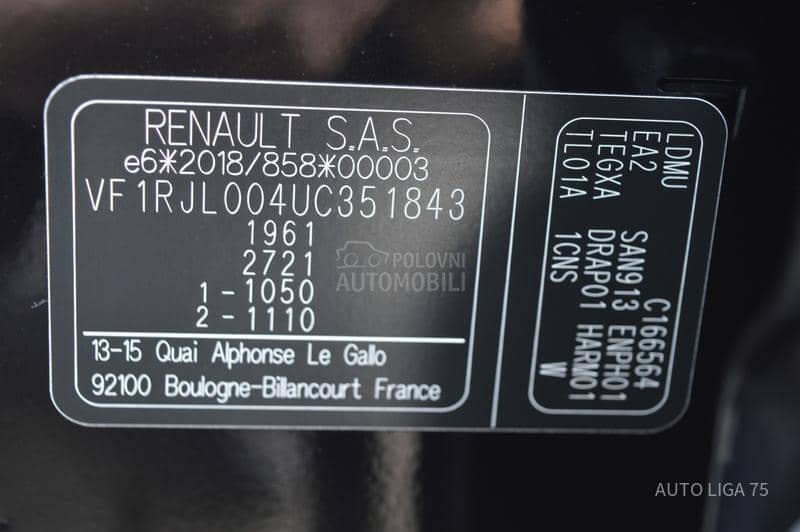 RENAULT S.A.S.
e6*2018/858*00003
VF1RJL004UC351843
1961
2721
1-1050
2-1110
13-15 Quai Alphonse Le Gallo
92100 Boulogne-Billancourt France
LDMU C166564
EA2 SAN913 ENPH01
TEGXA DRAP01 HARM01
TL01A 1CNS W
POLOVNI
AUTOMOBILI
AUTO LIGA 75